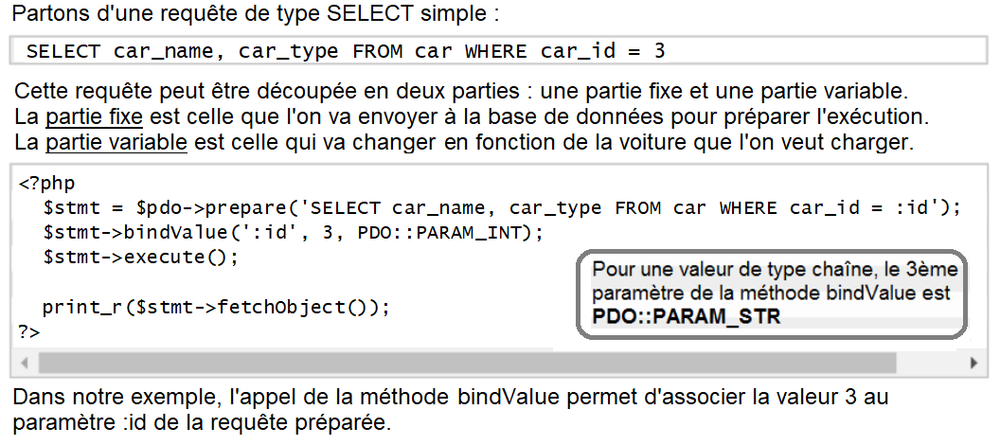 Partons d'une requête de type SELECT simple :
SELECT car_name, car_type FROM car WHERE car_id = 3
Cette requête peut être découpée en deux parties : une partie fixe et une partie variable.
La partie fixe est celle que l'on va envoyer à la base de données pour préparer l'exécution.
La partie variable est celle qui va changer en fonction de la voiture que l'on veut charger.
<?php
$stmt = $pdo->prepare('SELECT car_name, car_type FROM car WHERE car_id = :id');
$stmt->bindValue(':id', 3, PDO::PARAM_INT);
$stmt->execute();
print_r($stmt->fetchObject());
?>
Pour une valeur de type chaîne, le 3ème
paramètre de la méthode bindValue est
PDO::PARAM_STR
Dans notre exemple, l'appel de la méthode bindValue permet d'associer la valeur 3 au
paramètre :id de la requête préparée.